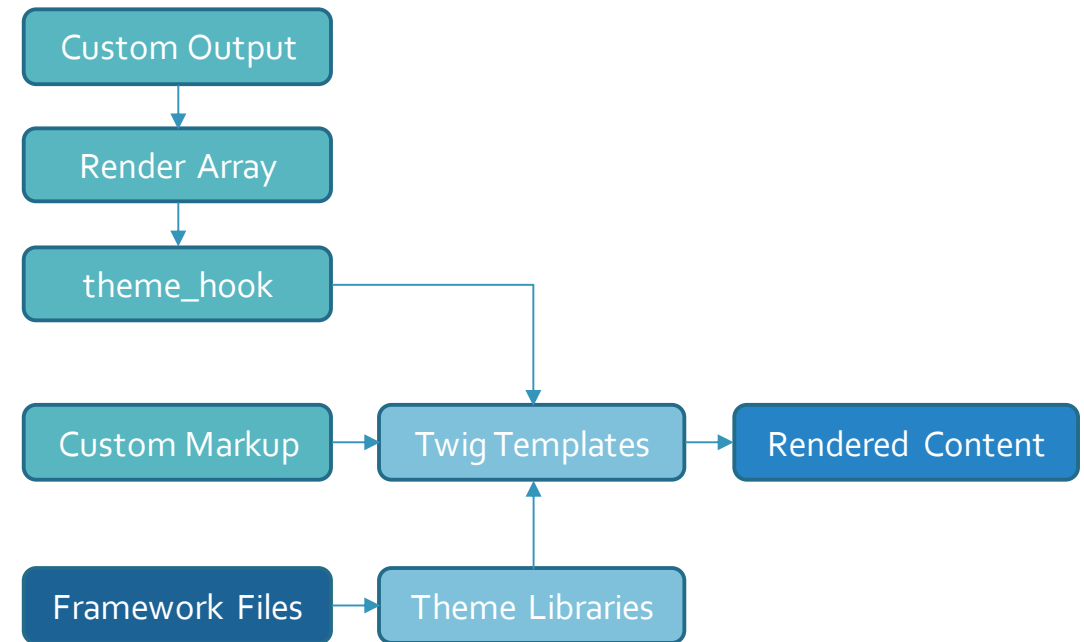 Custom Output
Render Array
theme_hook
Custom Markup
Twig Templates
Rendered Content
Framework Files
Theme Libraries